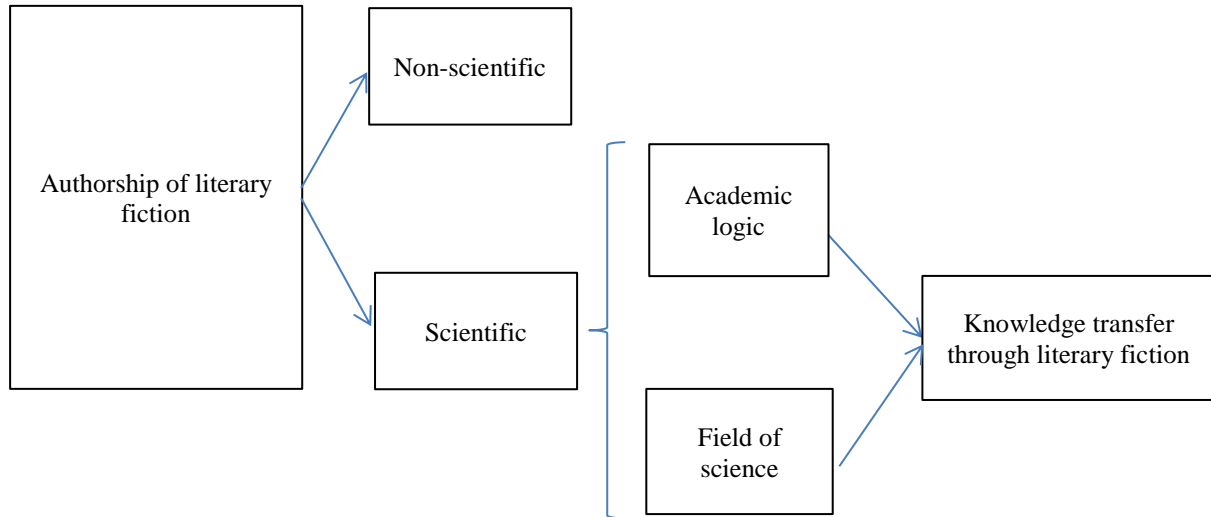 Non-scientific
Authorship of literary
fiction
Academic
logic
Scientific
Knowledge transfer
through literary fiction
Field of
science